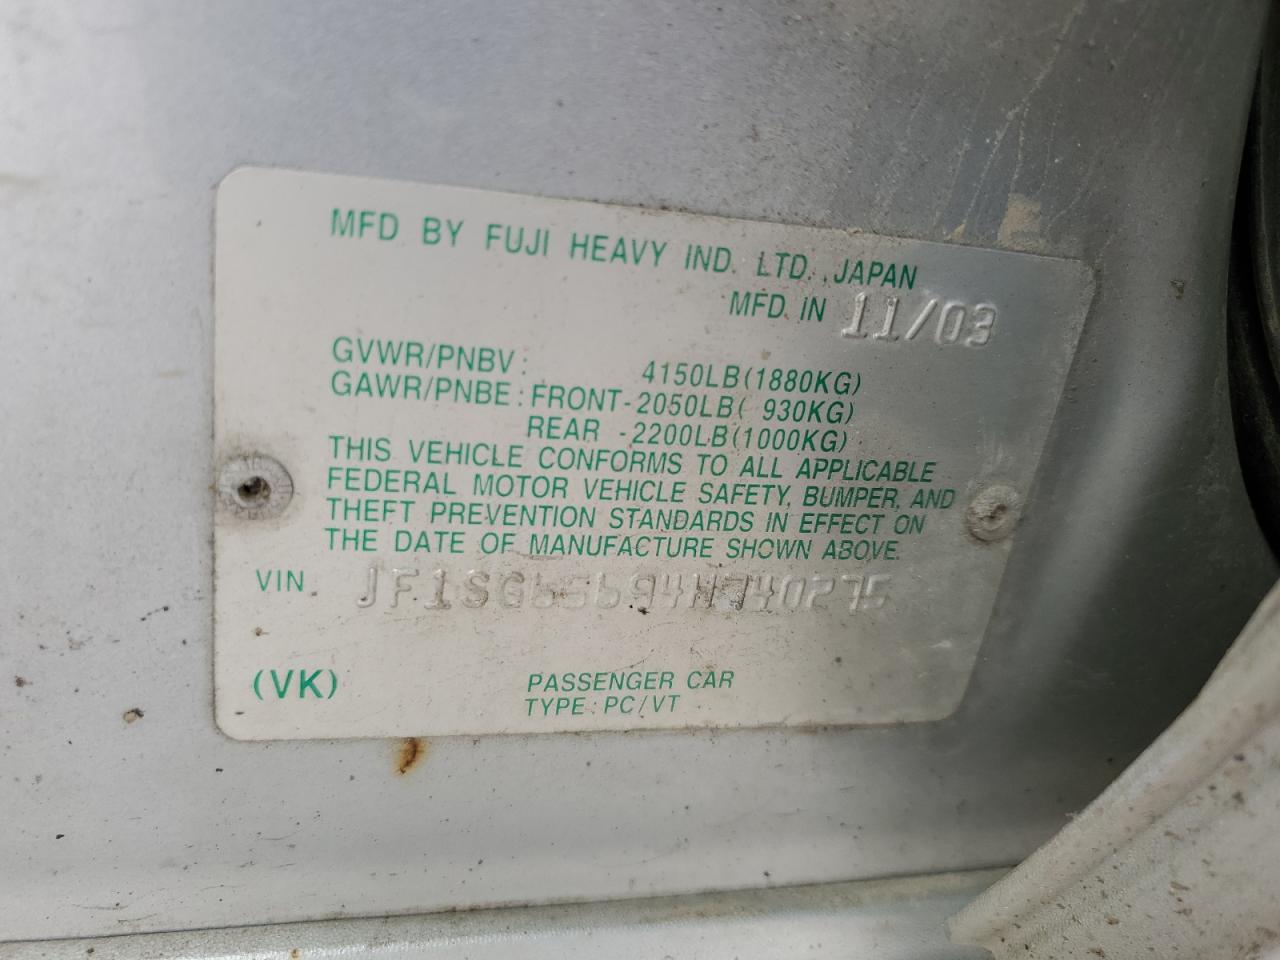 MFD BY FUJI HEAVY IND. LTD., JAPAN
MFD. IN 11/03
GVWR/PNBV : 4150LB(1880KG)
GAWR/PNBE : FRONT-2050LB( 930KG)
REAR -2200LB(1000KG)
THIS VEHICLE CONFORMS TO ALL APPLICABLE
FEDERAL MOTOR VEHICLE SAFETY, BUMPER, AND
THEFT PREVENTION STANDARDS IN EFFECT ON
THE DATE OF MANUFACTURE SHOWN ABOVE.
VIN. JF1SG65694H740275
(VK) PASSENGER CAR
TYPE : PC/VT